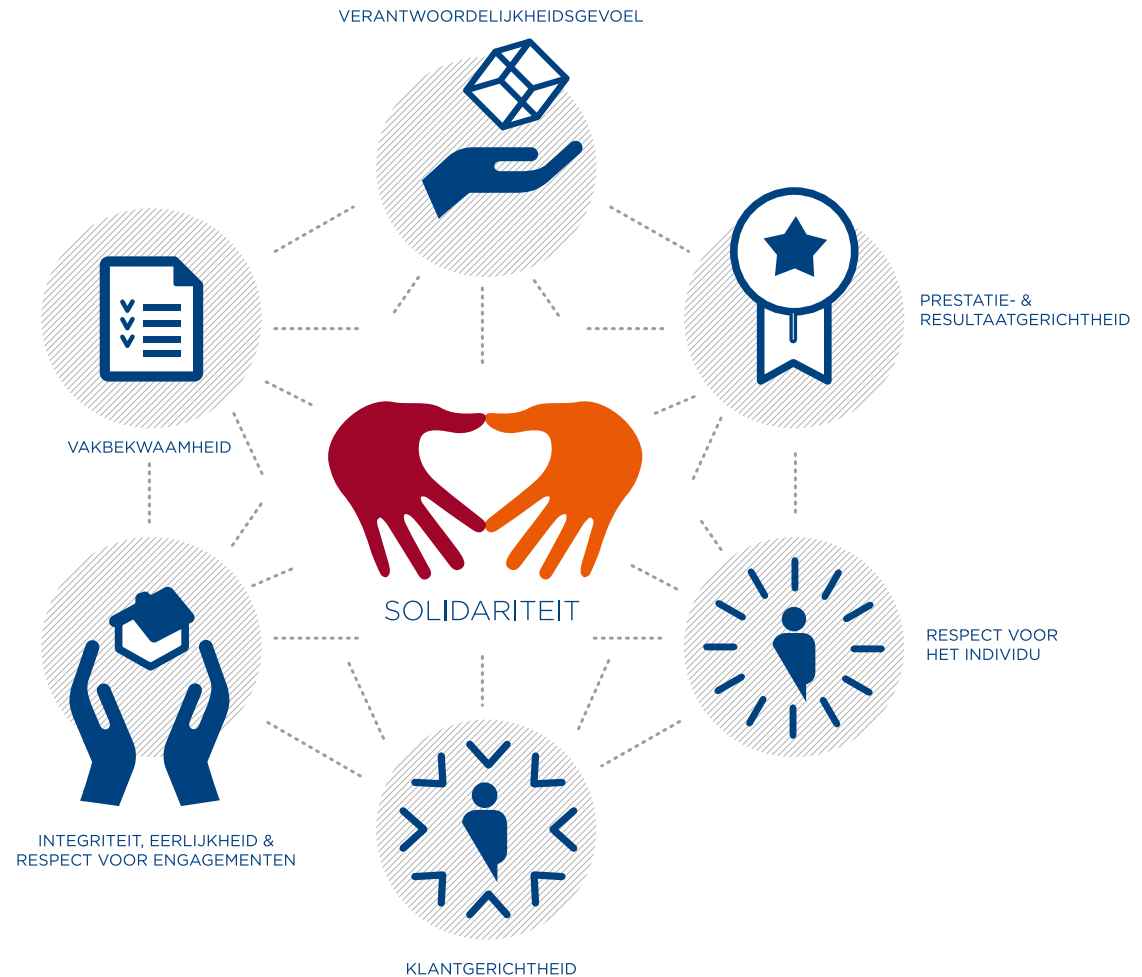 VERANTWOORDELIJKHEIDSGEVOEL
PRESTATIE- &
RESULTAATGERICHTHEID
VAKBEKWAAMHEID
SOLIDARITEIT
RESPECT VOOR
HET INDIVIDU
INTEGRITEIT, EERLIJKHEID &
RESPECT VOOR ENGAGEMENTEN
KLANTGERICHTHEID